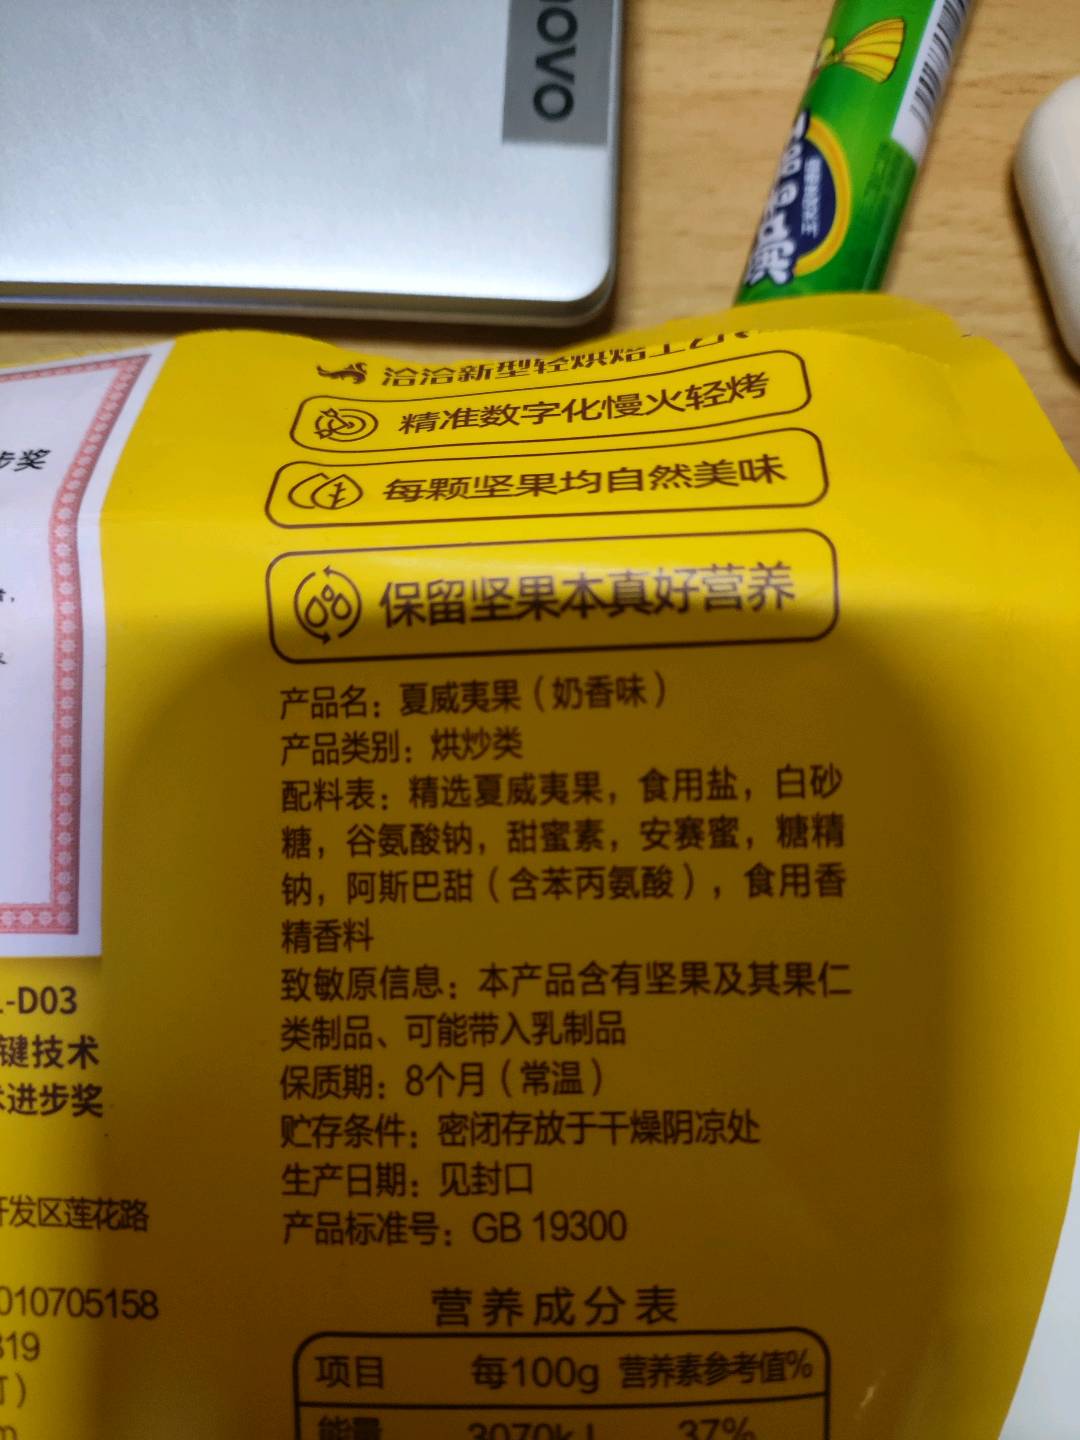 ovo
洽洽新型轻烘焙工艺
精准数字化慢火轻烤
每颗坚果均自然美味
保留坚果本真好营养
产品名：夏威夷果（奶香味）
产品类别：烘炒类
配料表：精选夏威夷果，食用盐，白砂
糖，谷氨酸钠，甜蜜素，安赛蜜，糖精
钠，阿斯巴甜（含苯丙氨酸），食用香
精香料
致敏原信息：本产品含有坚果及其果仁
类制品、可能带入乳制品
保质期：8个月（常温）
贮存条件：密闭存放于干燥阴凉处
生产日期：见封口
产品标准号：GB 19300
营养成分表
项目 每100g 营养素参考值%
能量 3070kJ 37%
步奖
-D03
键技术
进步奖
开发区莲花路
010705158
319